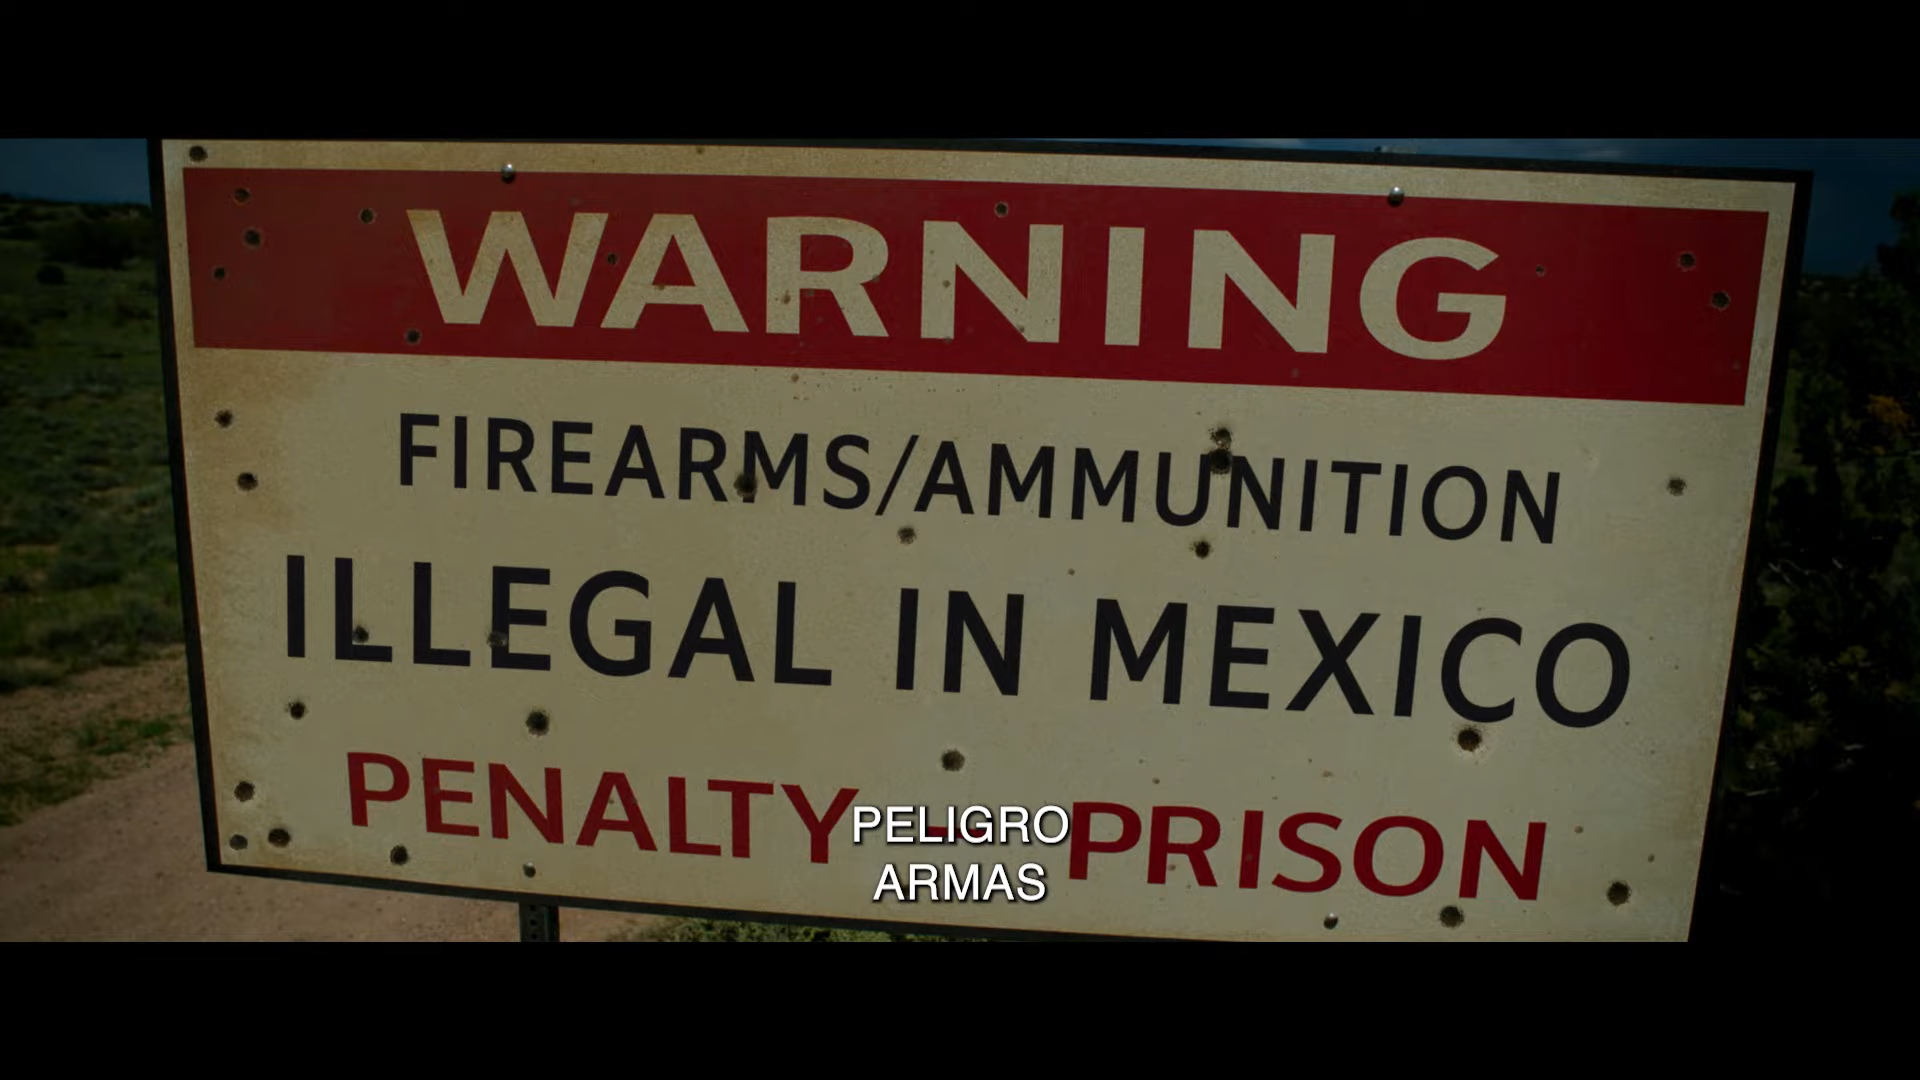 WARNING
FIREARMS/AMMUNITION
ILLEGAL IN MEXICO
PENALTY - PRISON
PELIGRO
ARMAS